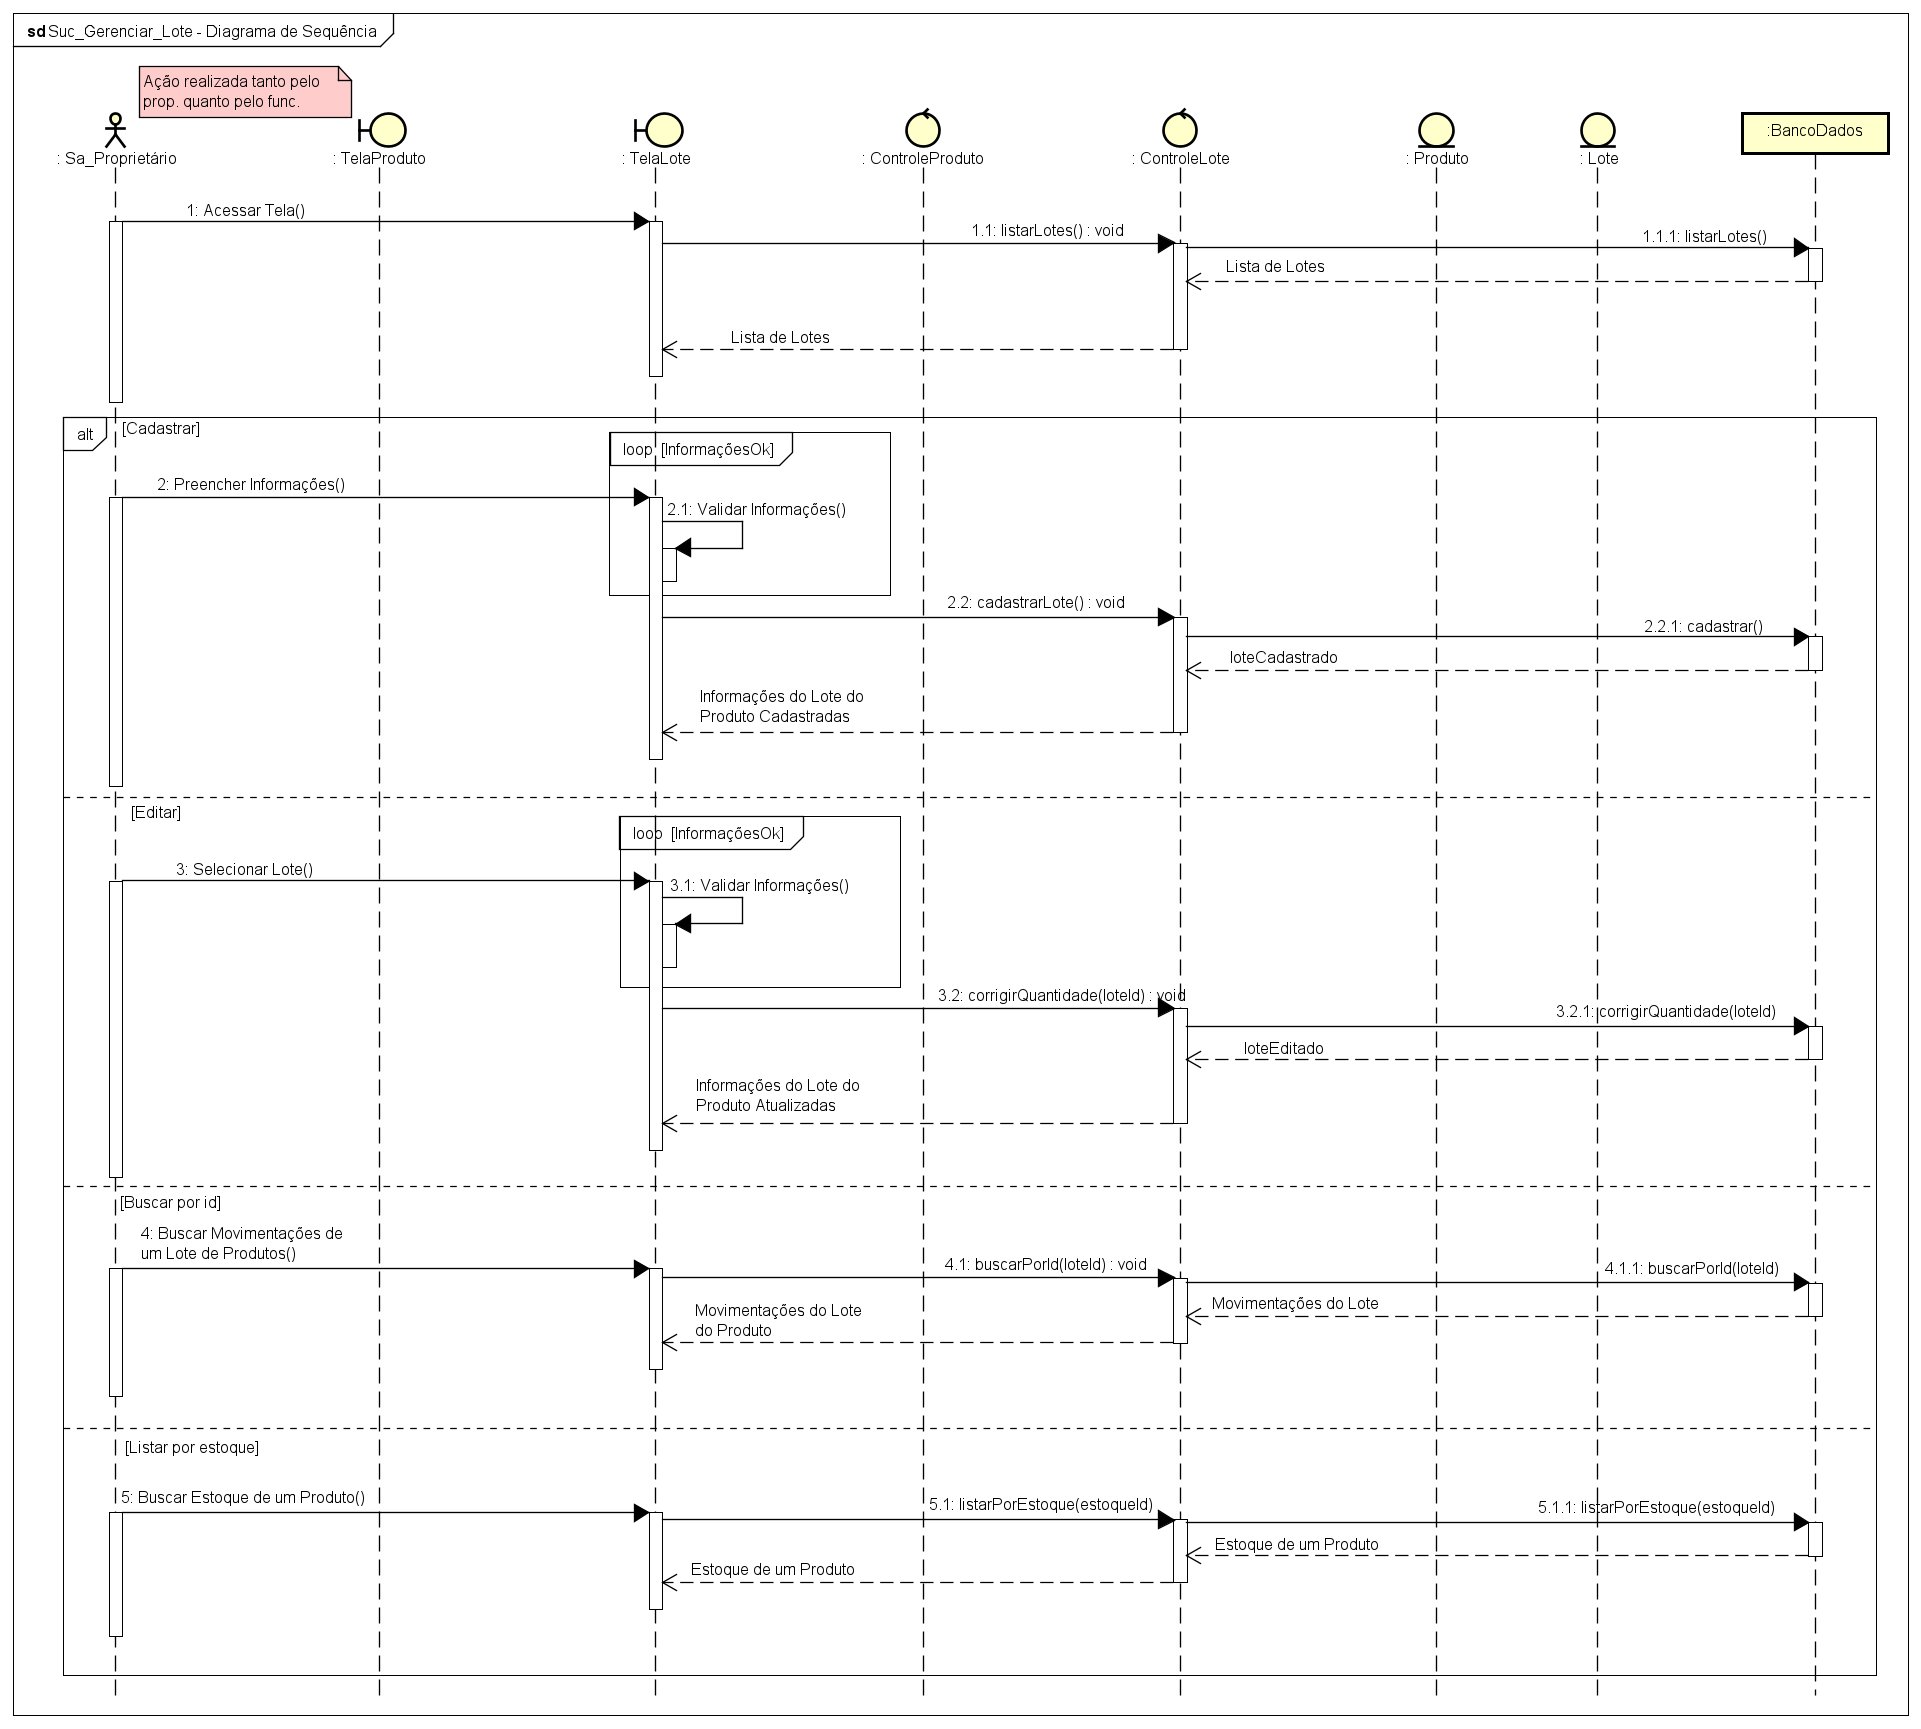 sd Suc_Gerenciar_Lote - Diagrama de Sequência
Ação realizada tanto pelo
prop. quanto pelo func.
: Sa_Proprietário
: TelaProduto
: TelaLote
: ControleProduto
: ControleLote
: Produto
: Lote
:BancoDados
1: Acessar Tela()
1.1: listarLotes() : void
1.1.1: listarLotes()
Lista de Lotes
Lista de Lotes
alt
[Cadastrar]
loop [InformaçõesOk]
2: Preencher Informações()
2.1: Validar Informações()
2.2: cadastrarLote() : void
2.2.1: cadastrar()
loteCadastrado
Informações do Lote do
Produto Cadastradas
[Editar]
loop [InformaçõesOk]
3: Selecionar Lote()
3.1: Validar Informações()
3.2: corrigirQuantidade(loteId) : void
3.2.1: corrigirQuantidade(loteId)
loteEditado
Informações do Lote do
Produto Atualizadas
[Buscar por id]
4: Buscar Movimentações de
um Lote de Produtos()
4.1: buscarPorId(loteId) : void
4.1.1: buscarPorId(loteId)
Movimentações do Lote
Movimentações do Lote
do Produto
[Listar por estoque]
5: Buscar Estoque de um Produto()
5.1: listarPorEstoque(estoqueId)
5.1.1: listarPorEstoque(estoqueId)
Estoque de um Produto
Estoque de um Produto